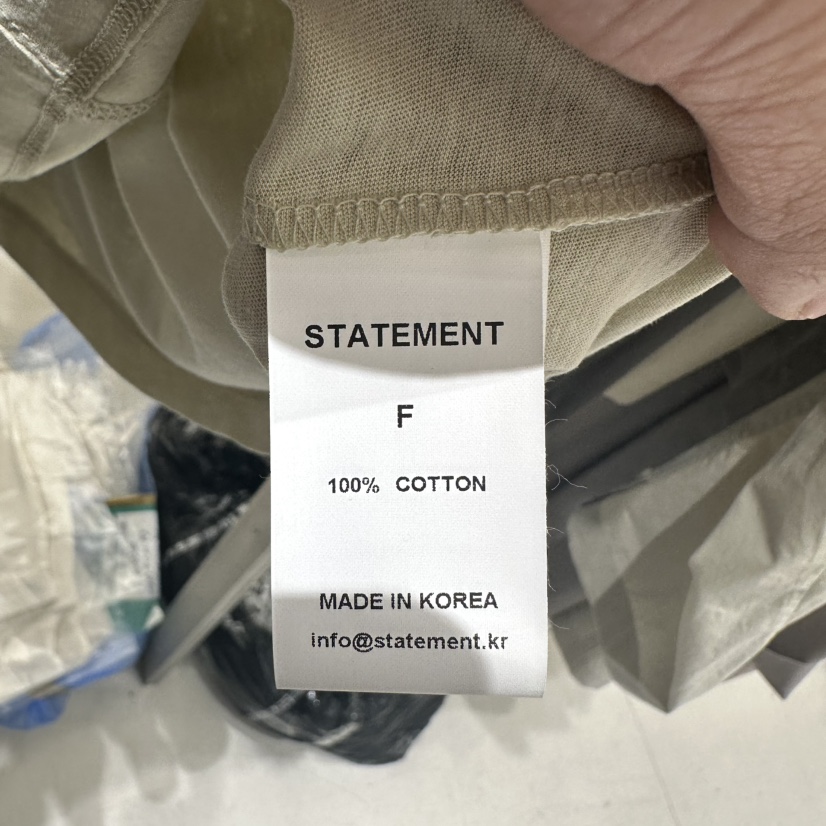 STATEMENT
F
100% COTTON
MADE IN KOREA
info@statement.kr